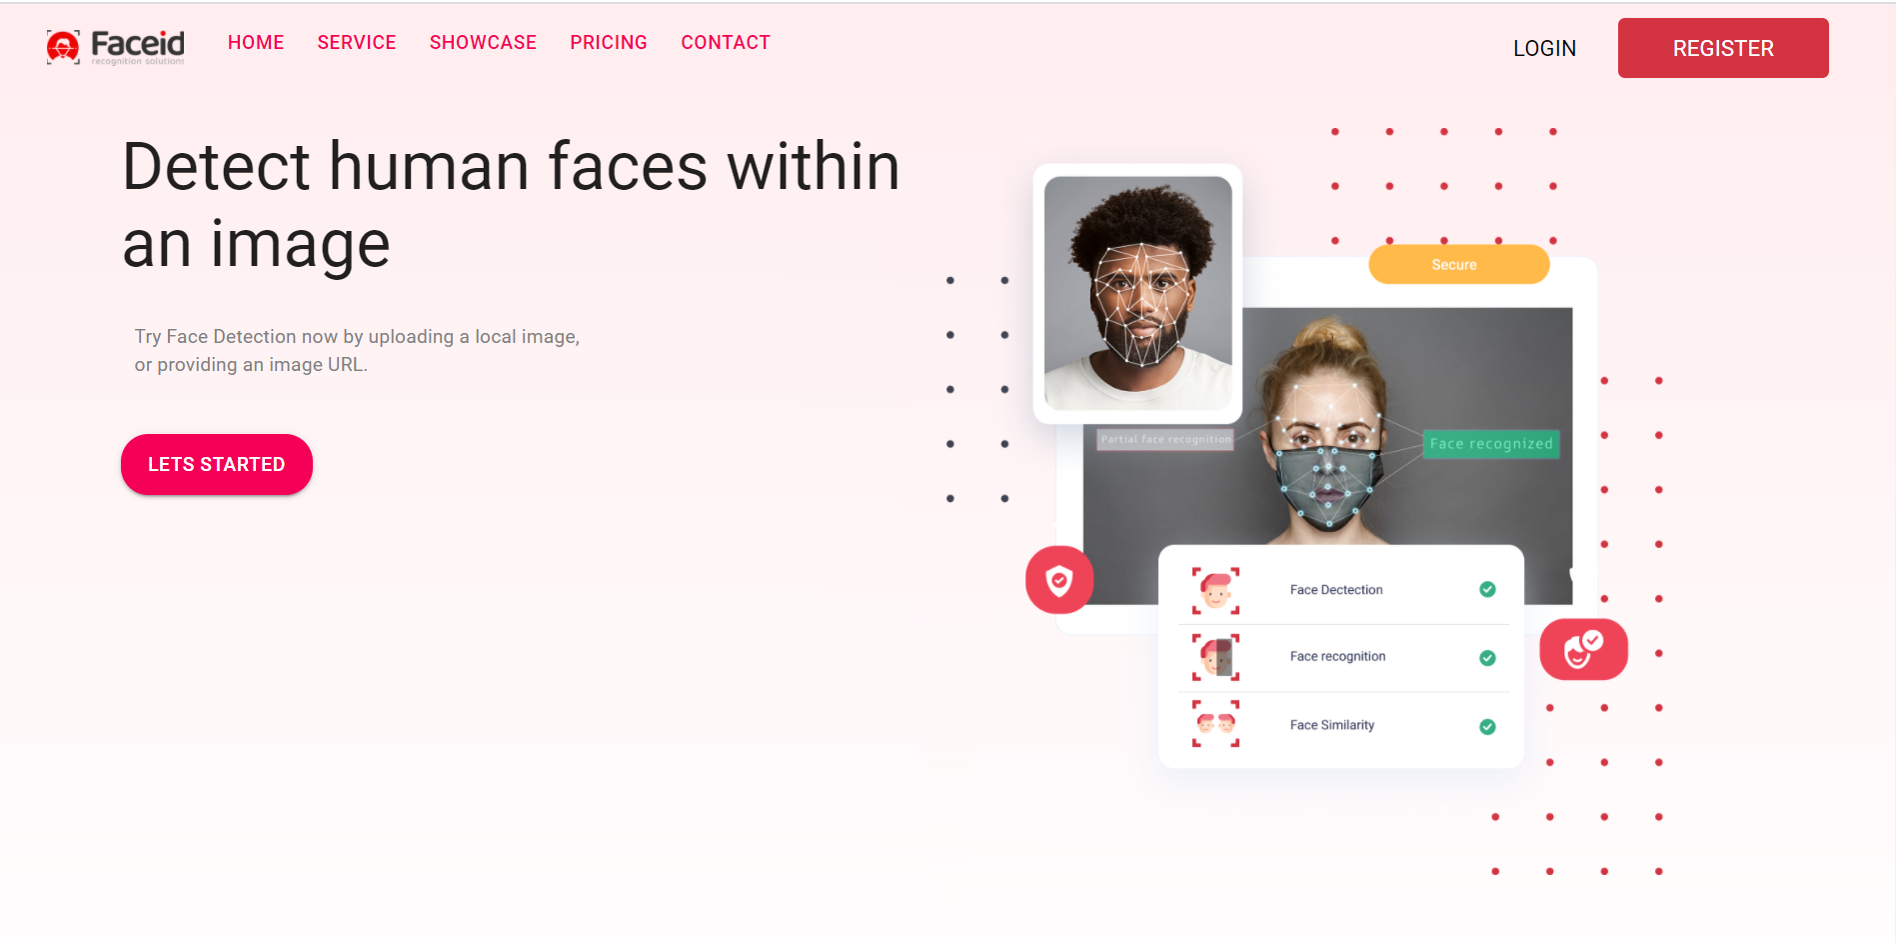 Faceid
recognition solutions
HOME SERVICE SHOWCASE PRICING CONTACT
LOGIN REGISTER
Detect human faces within
an image
Try Face Detection now by uploading a local image,
or providing an image URL.
LETS STARTED
Secure
Partial face recognition
Face recognized
Face Dectection
Face recognition
Face Similarity